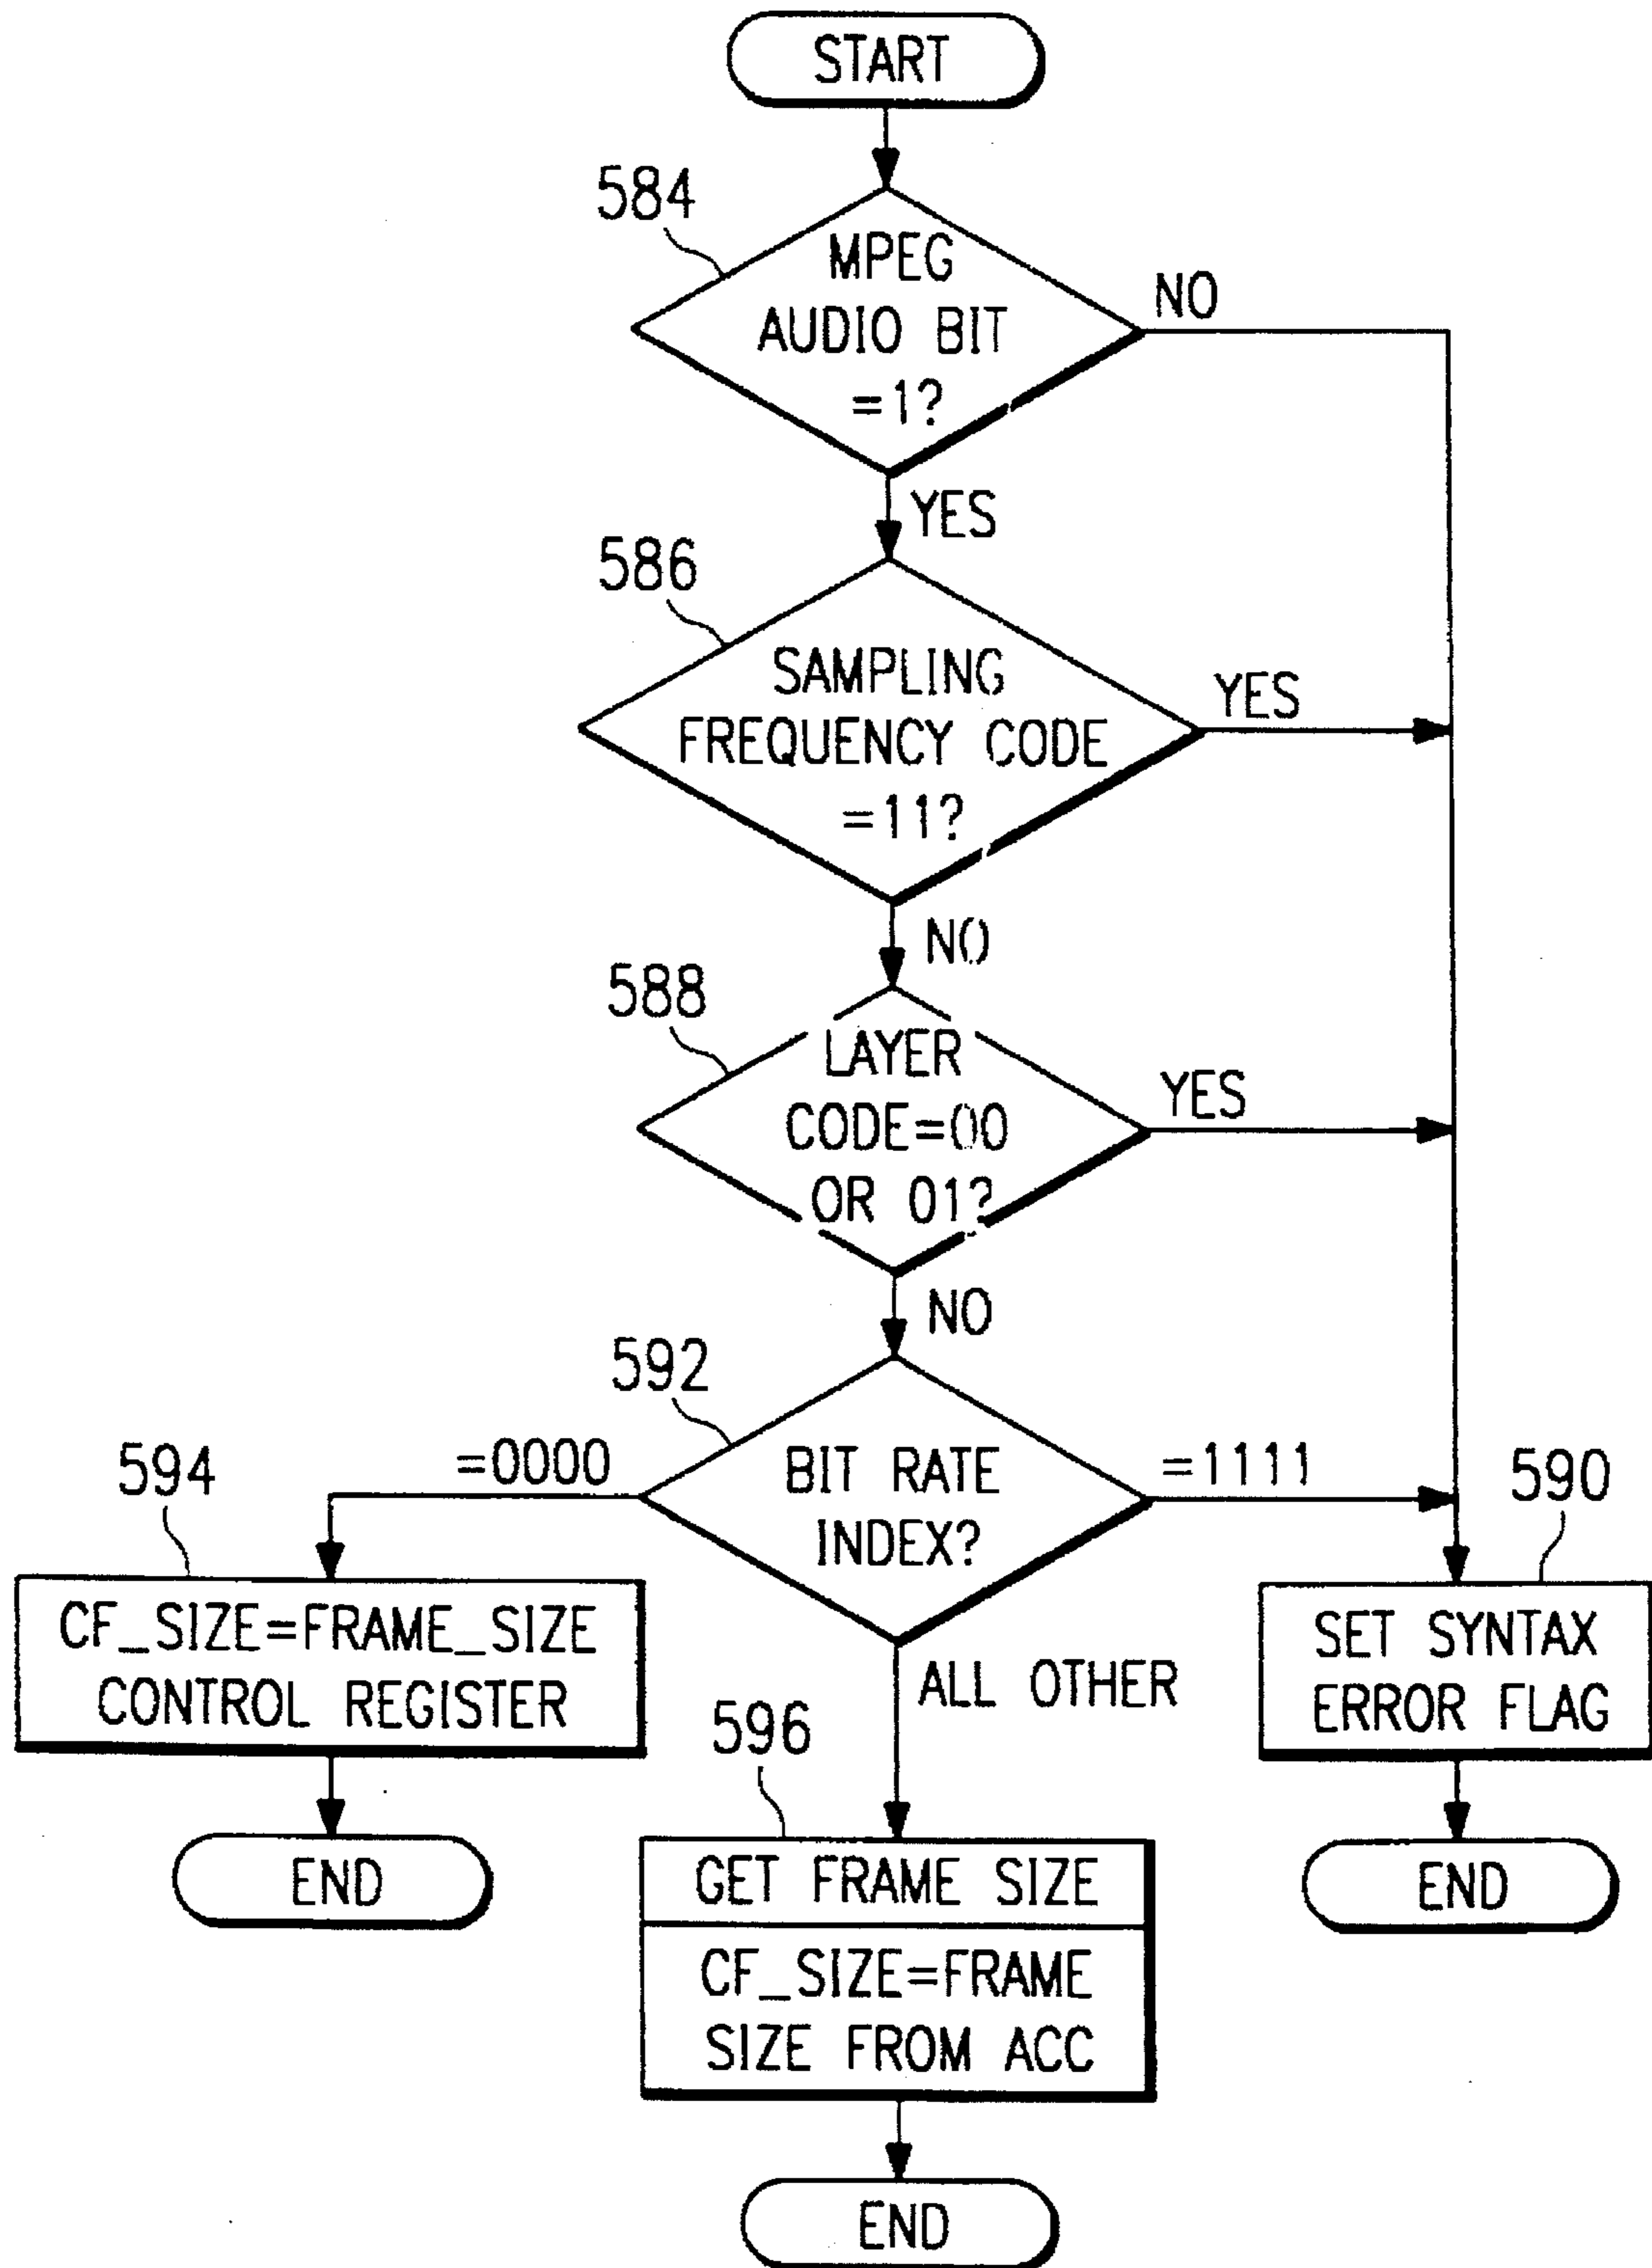 START
584
MPEG
AUDIO BIT
=1?
NO
YES
586
SAMPLING
FREQUENCY CODE
=11?
YES
NO
588
LAYER
CODE=00
OR 01?
YES
NO
592
BIT RATE
INDEX?
=0000
=1111
594
590
CF_SIZE=FRAME_SIZE
CONTROL REGISTER
SET SYNTAX
ERROR FLAG
ALL OTHER
596
END
GET FRAME SIZE
CF_SIZE=FRAME
SIZE FROM ACC
END
END